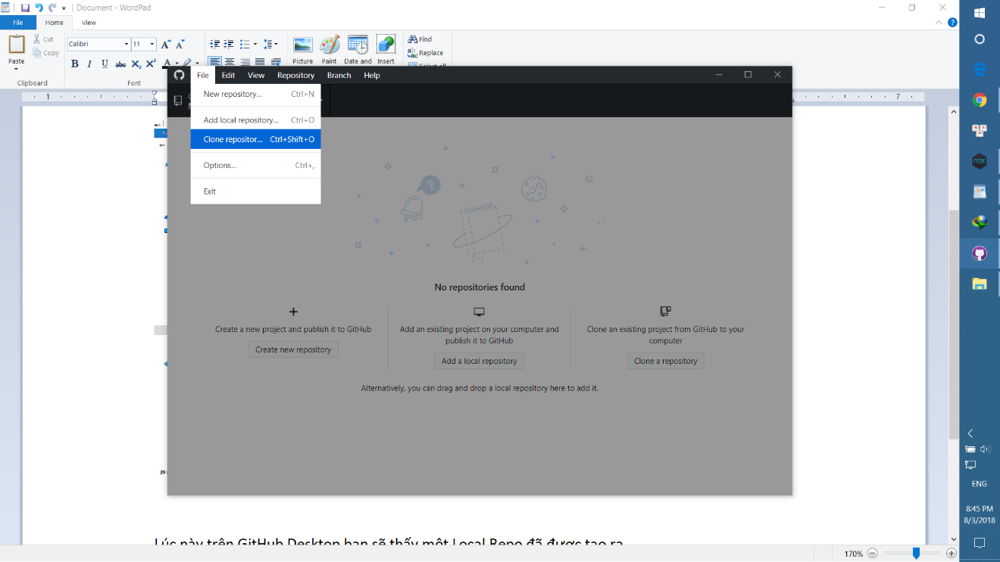 Document - WordPad
File
Home
View
Paste
Cut
Copy
Clipboard
Calibri
11
Font
Picture
Paint
Date and
Insert
Find
Replace
Select all
1
7
File
Edit
View
Repository
Branch
Help
New repository... Ctrl+N
Add local repository... Ctrl+O
Clone repositor... Ctrl+Shift+O
Options... Ctrl+,
Exit
No repositories found
Create a new project and publish it to GitHub
Create new repository
Add an existing project on your computer and
publish it to GitHub
Add a local repository
Clone an existing project from GitHub to your
computer
Clone a repository
Alternatively, you can drag and drop a local repository here to add it.
39
Lúc này trên GitHub Desktop bạn sẽ thấy một Local Repo đã được tạo ra
170%
nox
ENG
8:45 PM
8/3/2018